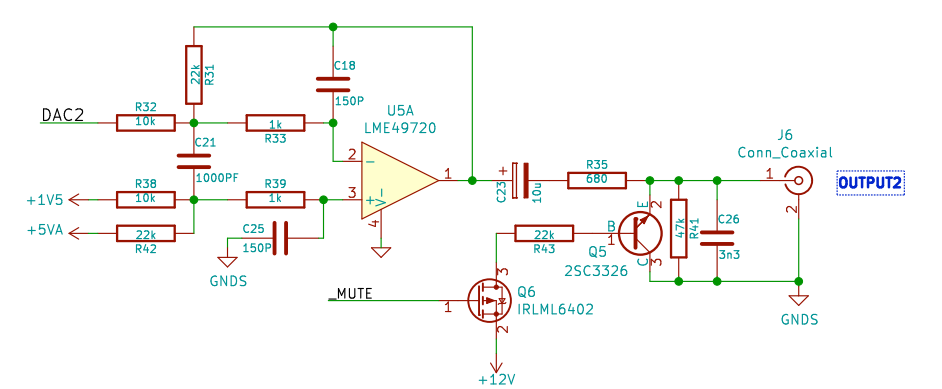 22k
R31
C18
150P
DAC2
R32
10k
1k
R33
U5A
LME49720
C21
1000PF
2
−
1
3
+
V-
4
+1V5
R38
10k
R39
1k
+5VA
22k
R42
C25
150P
GNDS
+
C23
10u
R35
680
J6
Conn_Coaxial
1
2
OUTPUT2
22k
R43
B
1
E
2
C
3
Q5
2SC3326
47k
R41
C26
3n3
GNDS
_MUTE
1
3
2
Q6
IRLML6402
+12V